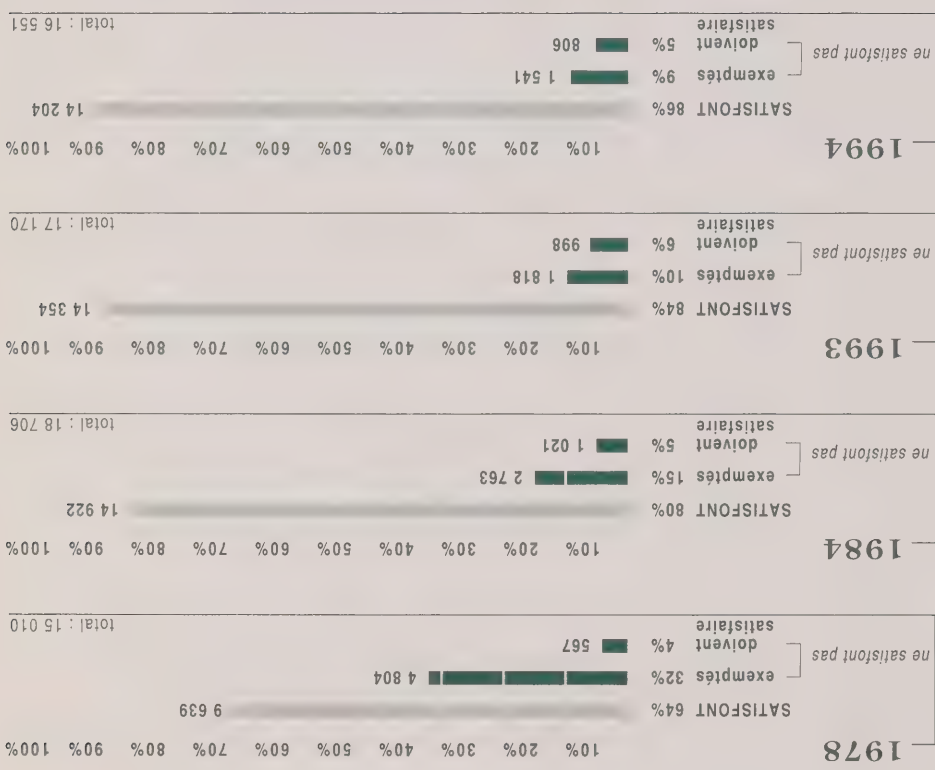 1978
10% 20% 30% 40% 50% 60% 70% 80% 90% 100%
SATISFONT 64% 9 639
ne satisfont pas
exemptés 32% 4 804
doivent 4% 567
satisfaire
total : 15 010
1984
10% 20% 30% 40% 50% 60% 70% 80% 90% 100%
SATISFONT 80% 14 922
ne satisfont pas
exemptés 15% 2 763
doivent 5% 1 021
satisfaire
total : 18 706
1993
10% 20% 30% 40% 50% 60% 70% 80% 90% 100%
SATISFONT 84% 14 354
ne satisfont pas
exemptés 10% 1 818
doivent 6% 998
satisfaire
total : 17 170
1994
10% 20% 30% 40% 50% 60% 70% 80% 90% 100%
SATISFONT 86% 14 204
ne satisfont pas
exemptés 9% 1 541
doivent 5% 806
satisfaire
total : 16 551